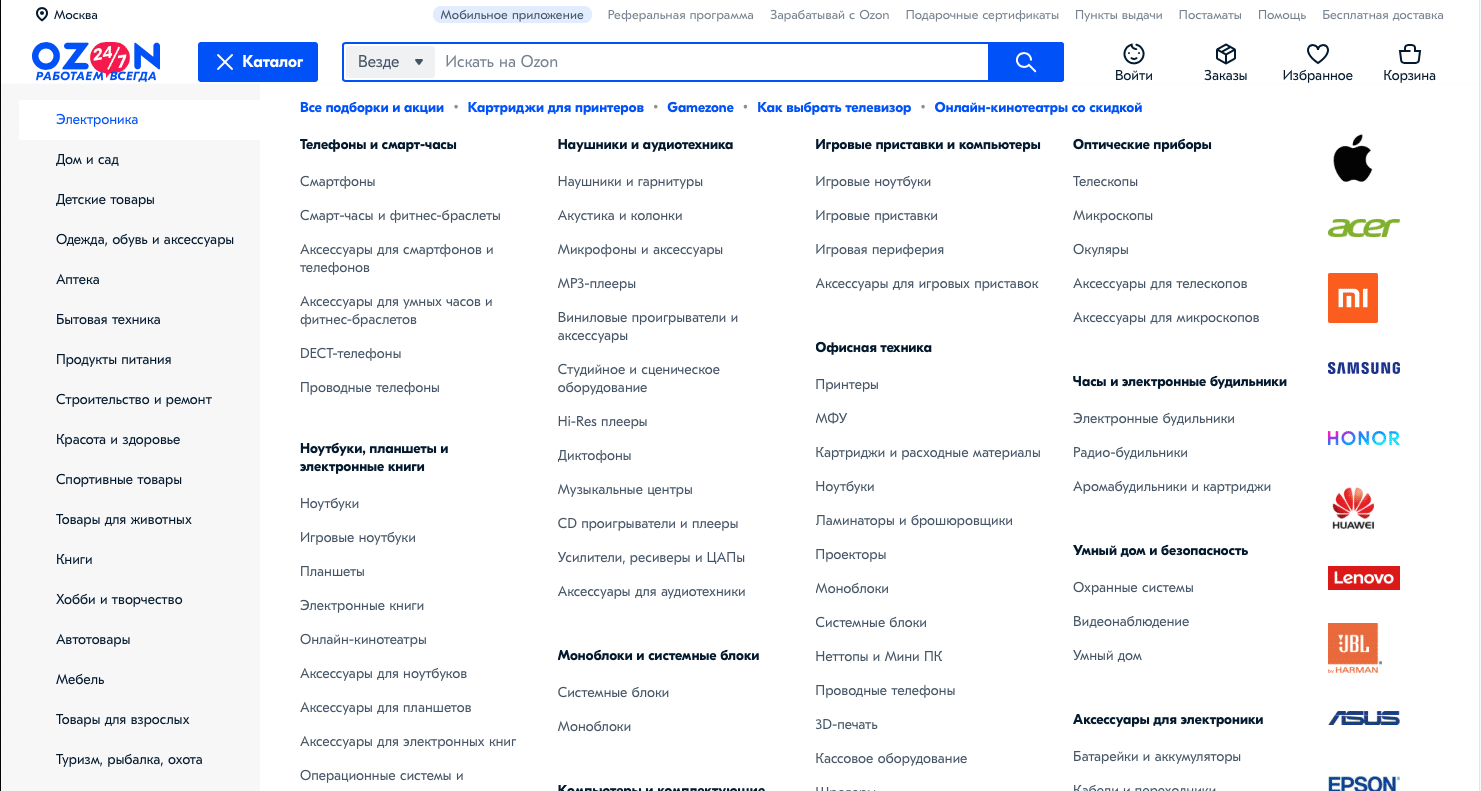 Москва
Мобильное приложение
Реферальная программа
Зарабатывай с Ozon
Подарочные сертификаты
Пункты выдачи
Постаматы
Помощь
Бесплатная доставка
OZON
24/7
РАБОТАЕМ ВСЕГДА
Каталог
Везде
Искать на Ozon
Войти
Заказы
Избранное
Корзина
Электроника
Дом и сад
Детские товары
Одежда, обувь и аксессуары
Аптека
Бытовая техника
Продукты питания
Строительство и ремонт
Красота и здоровье
Спортивные товары
Товары для животных
Книги
Хобби и творчество
Автотовары
Мебель
Товары для взрослых
Туризм, рыбалка, охота
Все подборки и акции • Картриджи для принтеров • Gamezone • Как выбрать телевизор • Онлайн-кинотеатры со скидкой
Телефоны и смарт-часы
Смартфоны
Смарт-часы и фитнес-браслеты
Аксессуары для смартфонов и
телефонов
Аксессуары для умных часов и
фитнес-браслетов
DECT-телефоны
Проводные телефоны
Ноутбуки, планшеты и
электронные книги
Ноутбуки
Игровые ноутбуки
Планшеты
Электронные книги
Онлайн-кинотеатры
Аксессуары для ноутбуков
Аксессуары для планшетов
Аксессуары для электронных книг
Операционные системы и
Наушники и аудиотехника
Наушники и гарнитуры
Акустика и колонки
Микрофоны и аксессуары
MP3-плееры
Виниловые проигрыватели и
аксессуары
Студийное и сценическое
оборудование
Hi-Res плееры
Диктофоны
Музыкальные центры
CD проигрыватели и плееры
Усилители, ресиверы и ЦАПы
Аксессуары для аудиотехники
Моноблоки и системные блоки
Системные блоки
Моноблоки
Компьютеры и комплектующие
Игровые приставки и компьютеры
Игровые ноутбуки
Игровые приставки
Игровая периферия
Аксессуары для игровых приставок
Офисная техника
Принтеры
МФУ
Картриджи и расходные материалы
Ноутбуки
Ламинаторы и брошюровщики
Проекторы
Моноблоки
Системные блоки
Неттопы и Мини ПК
Проводные телефоны
3D-печать
Кассовое оборудование
Оптические приборы
Телескопы
Микроскопы
Окуляры
Аксессуары для телескопов
Аксессуары для микроскопов
Часы и электронные будильники
Электронные будильники
Радио-будильники
Аромабудильники и картриджи
Умный дом и безопасность
Охранные системы
Видеонаблюдение
Умный дом
Аксессуары для электроники
Батарейки и аккумуляторы
Кабели и переходники
acer
mi
SAMSUNG
HONOR
HUAWEI
Lenovo
JBL
by HARMAN
ASUS
EPSON